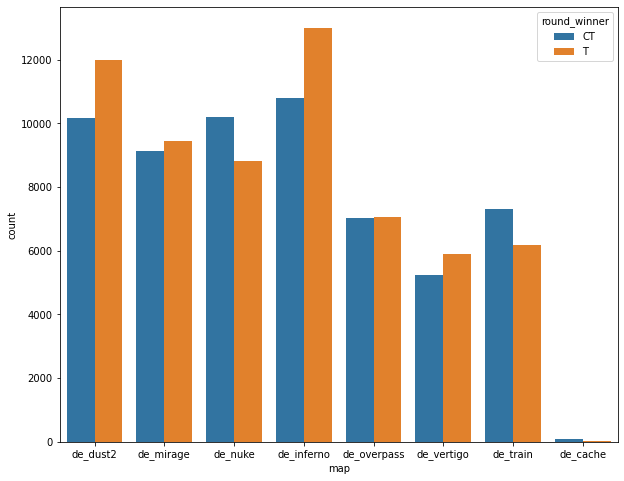 round_winner
CT
T
12000
10000
8000
6000
4000
2000
0
count
de_dust2 de_mirage de_nuke de_inferno de_overpass de_vertigo de_train de_cache
map